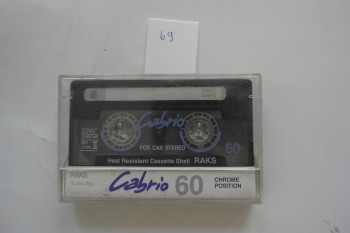 69
B
Cabrio
FOR CAR STEREO
60
Heat Resistant Cassette Shell RAKS
RAKS
Cabrio 60
CHROME
POSITION